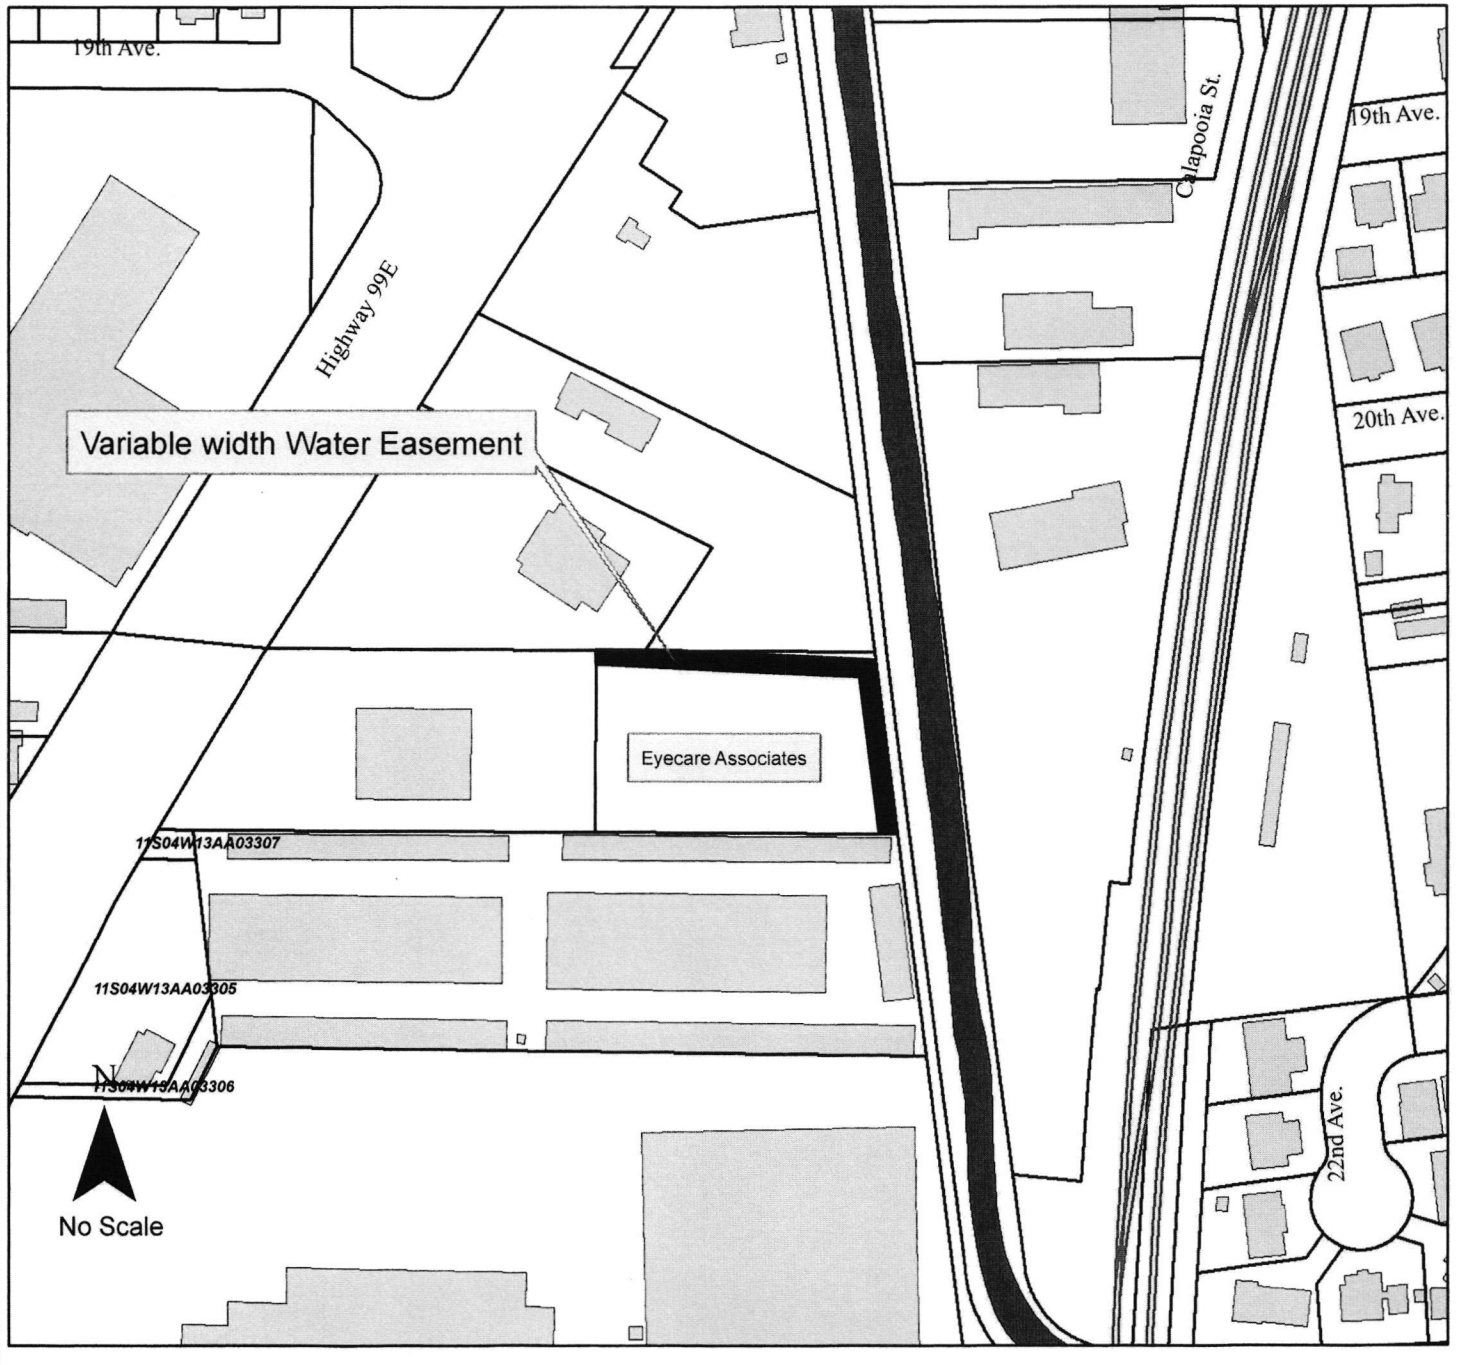 19th Ave.
Calapooia St.
19th Ave.
Highway 99E
20th Ave.
Variable width Water Easement
Eyecare Associates
11S04W13AA03307
11S04W13AA03305
N
11S04W13AA03306
22nd Ave.
No Scale